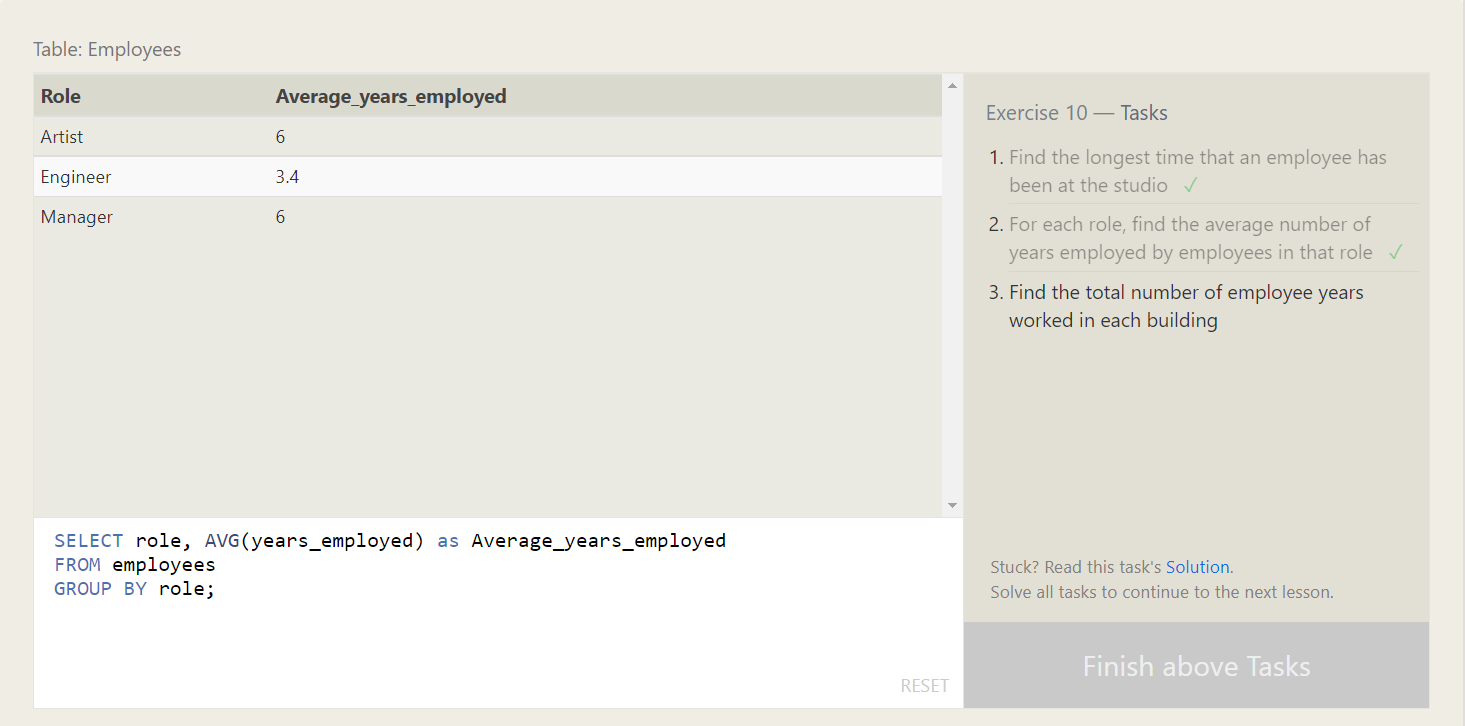 Table: Employees
Role Average_years_employed
Artist 6
Engineer 3.4
Manager 6
SELECT role, AVG(years_employed) as Average_years_employed
FROM employees
GROUP BY role;
RESET
Exercise 10 — Tasks
1. Find the longest time that an employee has
been at the studio ✓
2. For each role, find the average number of
years employed by employees in that role ✓
3. Find the total number of employee years
worked in each building
Stuck? Read this task's Solution.
Solve all tasks to continue to the next lesson.
Finish above Tasks